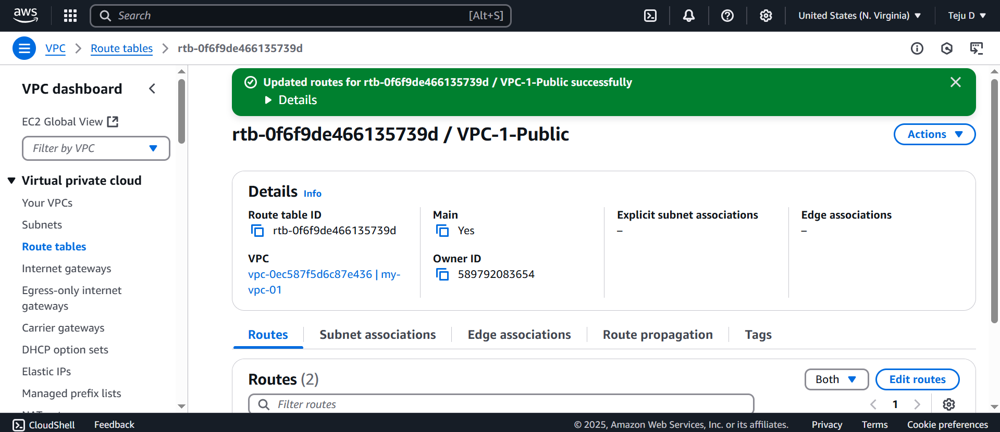 aws
Search
[Alt+S]
United States (N. Virginia)
Teju D
VPC
Route tables
rtb-0f6f9de466135739d
VPC dashboard
EC2 Global View
Filter by VPC
Virtual private cloud
Your VPCs
Subnets
Route tables
Internet gateways
Egress-only internet
gateways
Carrier gateways
DHCP option sets
Elastic IPs
Managed prefix lists
Updated routes for rtb-0f6f9de466135739d / VPC-1-Public successfully
Details
rtb-0f6f9de466135739d / VPC-1-Public
Actions
Details Info
Route table ID
rtb-0f6f9de466135739d
Main
Yes
Explicit subnet associations
–
Edge associations
–
VPC
vpc-0ec587f5d6c87e436 | my-
vpc-01
Owner ID
589792083654
Routes
Subnet associations
Edge associations
Route propagation
Tags
Routes (2)
Both
Edit routes
Filter routes
1
CloudShell
Feedback
© 2025, Amazon Web Services, Inc. or its affiliates.
Privacy
Terms
Cookie preferences